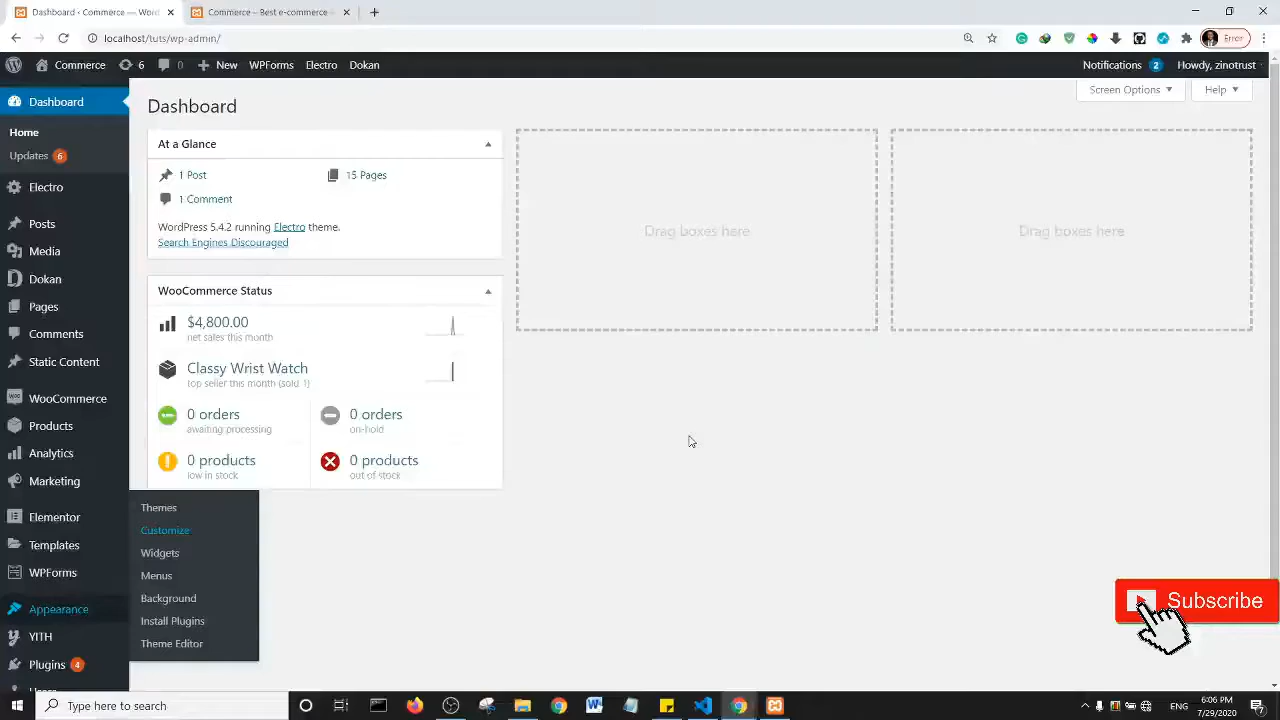 Dashboard ‹ Commerce — Word
Commerce – Best e-commerce
localhost/tuts/wp-admin/
Error
Commerce
6
0
New
WPForms
Electro
Dokan
Notifications 2
Howdy, zinotrust
Dashboard
Home
Updates 6
Electro
Posts
Media
Dokan
Pages
Comments
Static Content
WooCommerce
Products
Analytics
Marketing
Elementor
Templates
WPForms
Appearance
YITH
Plugins 4
Themes
Customize
Widgets
Menus
Background
Install Plugins
Theme Editor
Dashboard
Screen Options
Help
At a Glance
1 Post
15 Pages
1 Comment
WordPress 5.4.2 running Electro theme.
Search Engines Discouraged
WooCommerce Status
$4,800.00
net sales this month
Classy Wrist Watch
top seller this month (sold 1)
0 orders
awaiting processing
0 orders
on-hold
0 products
low in stock
0 products
out of stock
Drag boxes here
Drag boxes here
Subscribe
Type here to search
ENG
6:06 PM
7/29/2020